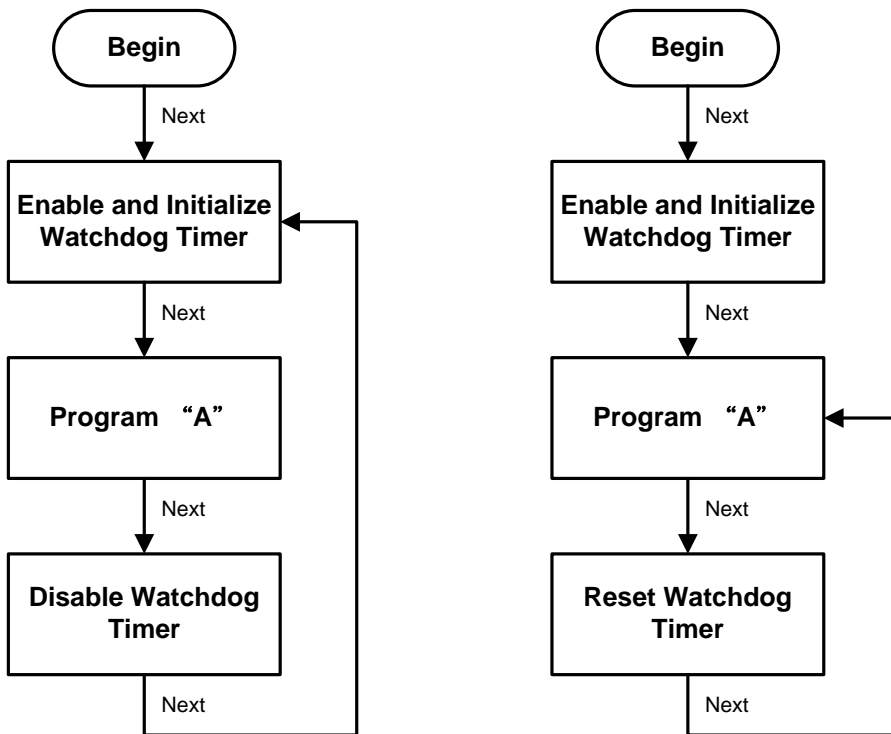 Begin
Next
Enable and Initialize
Watchdog Timer
Next
Program “A”
Next
Disable Watchdog
Timer
Next
Begin
Next
Enable and Initialize
Watchdog Timer
Next
Program “A”
Next
Reset Watchdog
Timer
Next